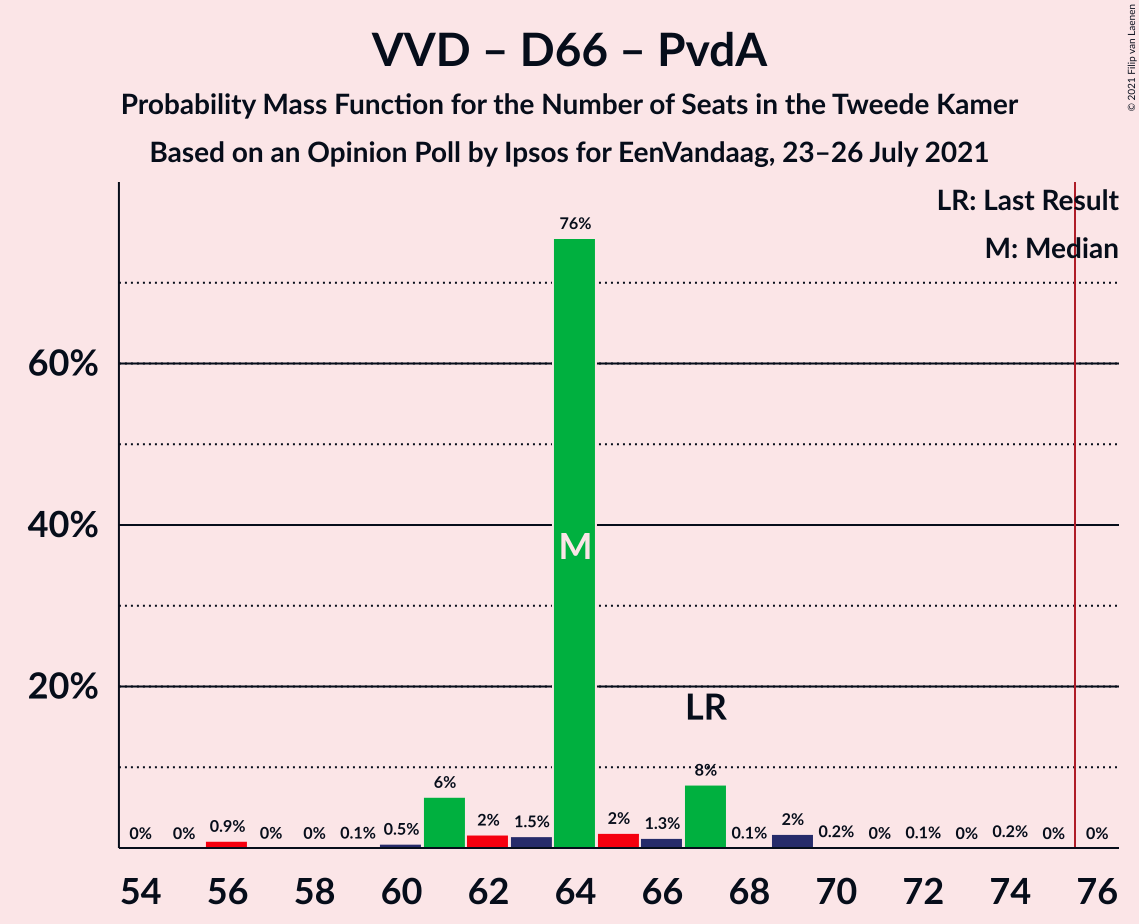 VVD – D66 – PvdA
Probability Mass Function for the Number of Seats in the Tweede Kamer
Based on an Opinion Poll by Ipsos for EenVandaag, 23–26 July 2021
© 2021 Filip van Laenen
LR: Last Result
M: Median
76%
60%
40%
M
20%
LR
0% 0% 0.9% 0% 0% 0.1% 0.5% 6% 2% 1.5% 2% 1.3% 8% 0.1% 2% 0.2% 0% 0.1% 0% 0.2% 0% 0%
54 56 58 60 62 64 66 68 70 72 74 76